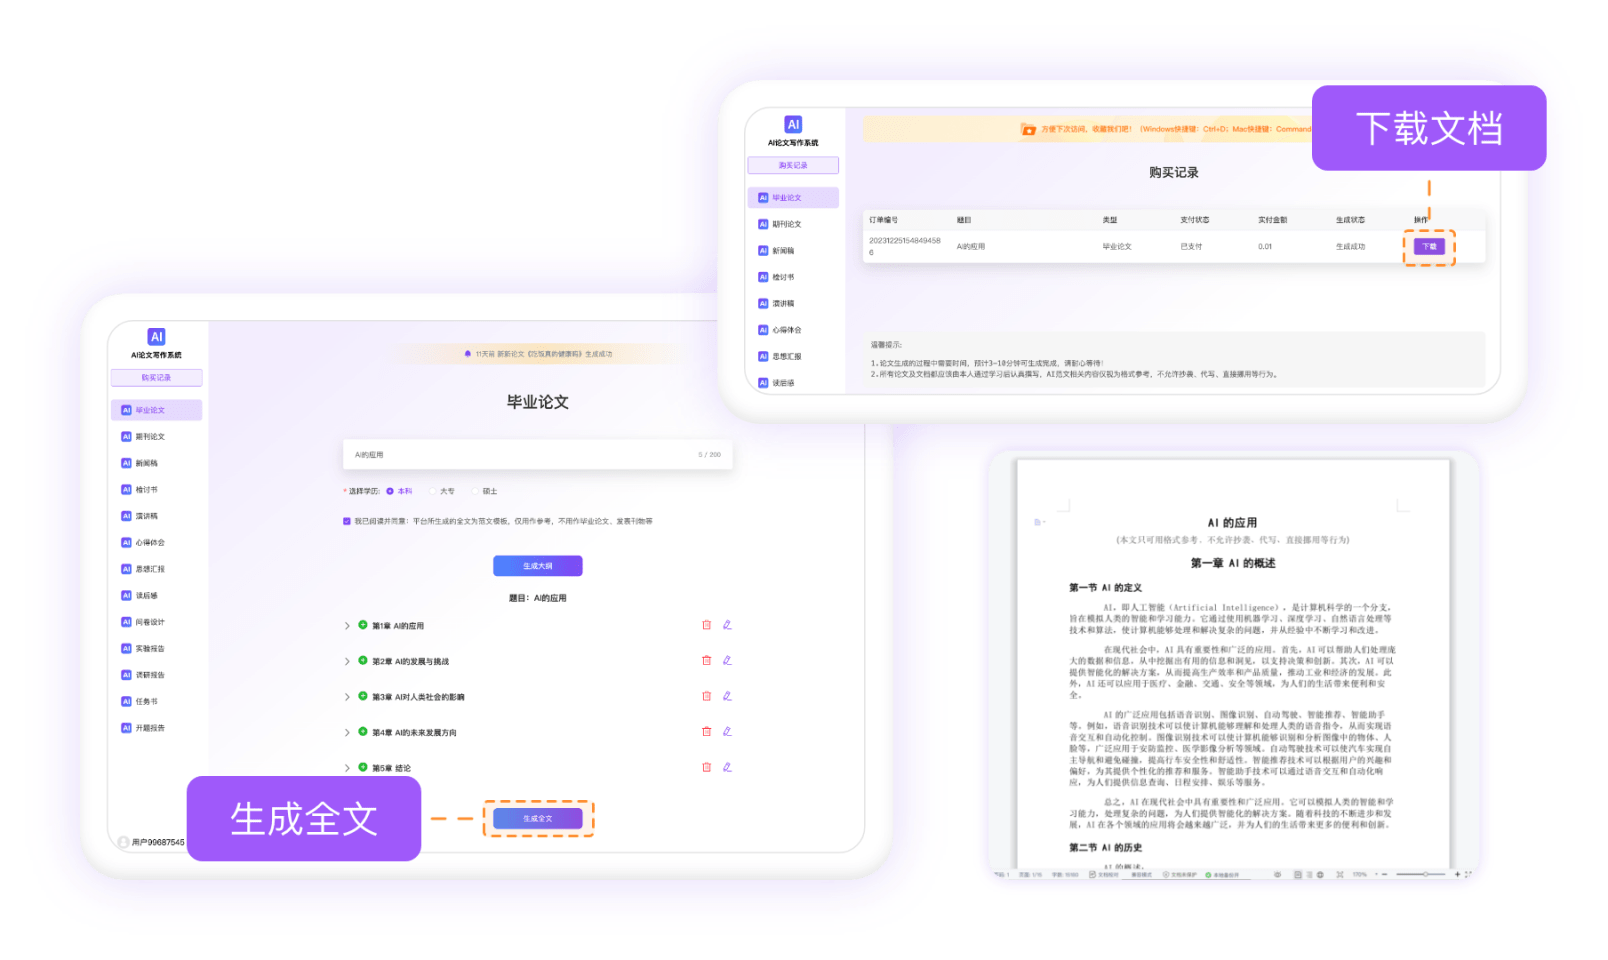 AI
AI论文写作系统
购买记录
AI 毕业论文
AI 期刊论文
AI 新闻稿
AI 检讨书
AI 演讲稿
AI 心得体会
AI 思想汇报
AI 读后感
方便下次访问，收藏我们吧！（Windows快捷键：Ctrl+D；Mac快捷键：Command
下载文档
购买记录
订单编号 题目 类型 支付状态 实付金额 生成状态 操作
20231225154849458
6
AI的应用 毕业论文 已支付 0.01 生成成功 下载
温馨提示：
1.论文生成的过程中需要时间，预计3-10分钟可生成完成，请耐心等待！
2.所有论文及文档都应该由本人通过学习后认真撰写，AI范文相关内容仅视为格式参考，不允许抄袭、代写、直接挪用等行为。
AI
AI论文写作系统
购买记录
AI 毕业论文
AI 期刊论文
AI 新闻稿
AI 检讨书
AI 演讲稿
AI 心得体会
AI 思想汇报
AI 读后感
AI 问卷设计
AI 实验报告
AI 调研报告
AI 任务书
AI 开题报告
用户99687545
11天前 新新论文《吃饭真的健康吗》生成成功
毕业论文
AI的应用 5 / 200
* 选择学历: 本科 大专 硕士
我已阅读并同意：平台所生成的全文为范文模板，仅用作参考，不用作毕业论文、发表刊物等
生成大纲
题目：AI的应用
第1章 AI的应用
第2章 AI的发展与挑战
第3章 AI对人类社会的影响
第4章 AI的未来发展方向
第5章 结论
生成全文
生成全文
AI 的应用
(本文只可用格式参考、不允许抄袭、代写、直接挪用等行为)
第一章 AI 的概述
第一节 AI 的定义
AI，即人工智能（Artificial Intelligence），是计算机科学的一个分支，
旨在模拟人类的智能和学习能力。它通过使用机器学习、深度学习、自然语言处理等
技术和算法，使计算机能够处理和解决复杂的问题，并从经验中不断学习和改进。
在现代社会中，AI 具有重要性和广泛的应用。首先，AI 可以帮助人们处理庞
大的数据和信息，从中挖掘出有用的信息和洞见，以支持决策和创新。其次，AI 可以
提供智能化的解决方案，从而提高生产效率和产品质量，推动工业和经济的发展。此
外，AI 还可以应用于医疗、金融、交通、安全等领域，为人们的生活带来便利和安
全。
AI 的广泛应用包括语音识别、图像识别、自动驾驶、智能推荐、智能助手
等。例如，语音识别技术可以使计算机能够理解和处理人类的语音指令，从而实现语
音交互和自动化控制。图像识别技术可以使计算机能够识别和分析图像中的物体、人
脸等，广泛应用于安防监控、医学影像分析等领域。自动驾驶技术可以使汽车实现自
主导航和避免碰撞，提高行车安全性和舒适性。智能推荐技术可以根据用户的兴趣和
偏好，为其提供个性化的推荐和服务。智能助手技术可以通过语音交互和自动化响
应，为人们提供信息查询、日程安排、娱乐等服务。
总之，AI 在现代社会中具有重要性和广泛应用。它可以模拟人类的智能和学
习能力，处理复杂的问题，为人们提供智能化的解决方案。随着科技的不断进步和发
展，AI 在各个领域的应用将会越来越广泛，并为人们的生活带来更多的便利和创新。
第二节 AI 的历史
AI 的概述：
170%